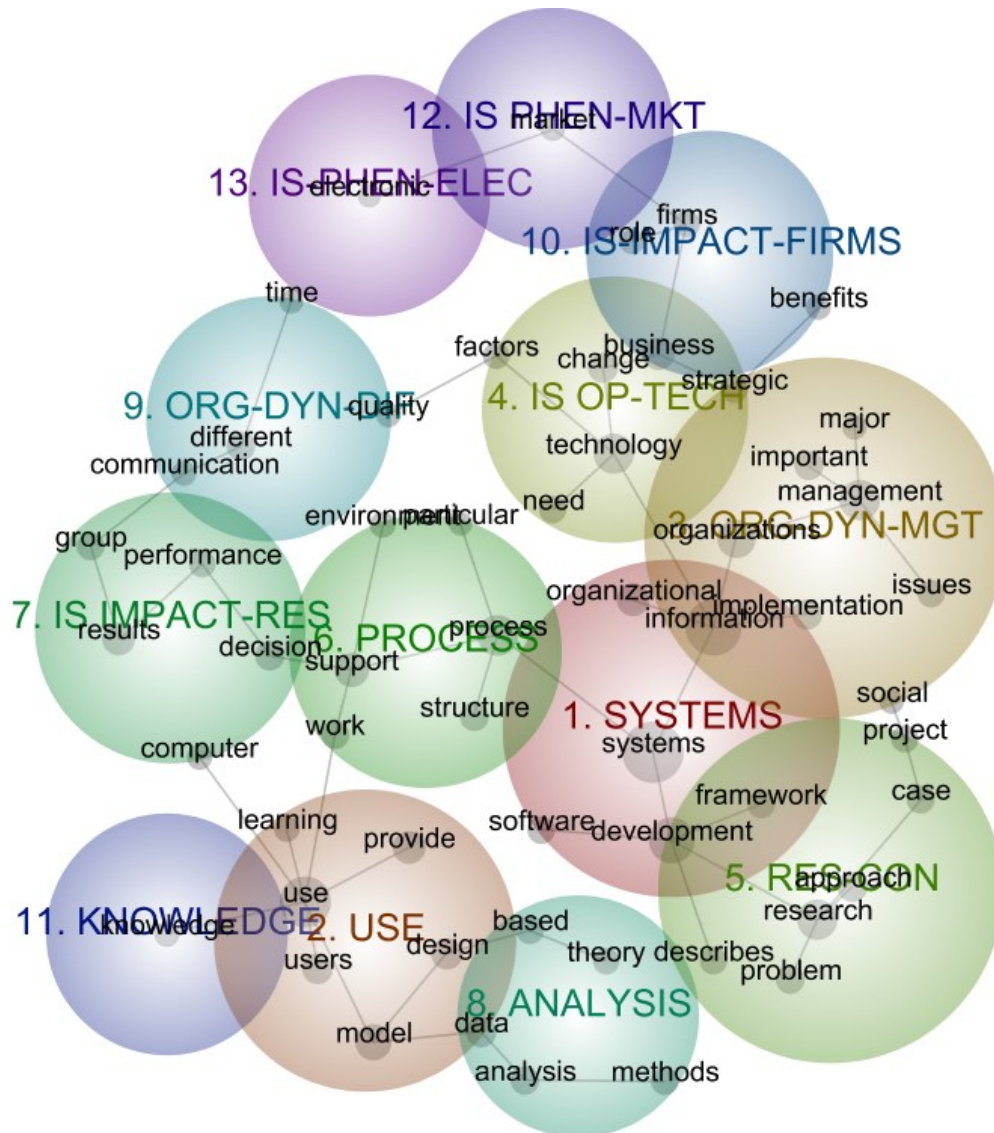 12. IS PHEN-MKT
market
13. IS-PHEN-ELEC
electronic
firms
role
10. IS-IMPACT-FIRMS
time
benefits
factors
business
change
strategic
4. IS OP-TECH
9. ORG-DYN-DIF
quality
major
different
technology
communication
important
management
need
environment
particular
3. ORG-DYN-MGT
organizations
group
performance
issues
organizational
implementation
information
7. IS IMPACT-RES
results
process
6. PROCESS
decision
support
structure
social
1. SYSTEMS
project
work
systems
computer
case
framework
learning
software
development
provide
approach
5. RES-CON
use
research
11. KNOWLEDGE
knowledge
2. USE
based
design
users
theory
describes
problem
8. ANALYSIS
model
data
analysis
methods